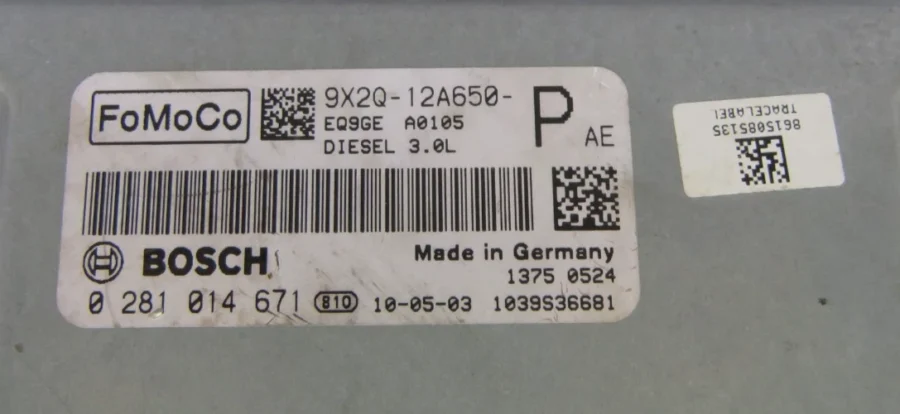 FoMoCo
9X2Q-12A650-
P
AE
EQ9GE A0105
DIESEL 3.0L
BOSCH
Made in Germany
1375 0524
0 281 014 671 810 10-05-03 1039S36681
8615085135
TRACELABEL